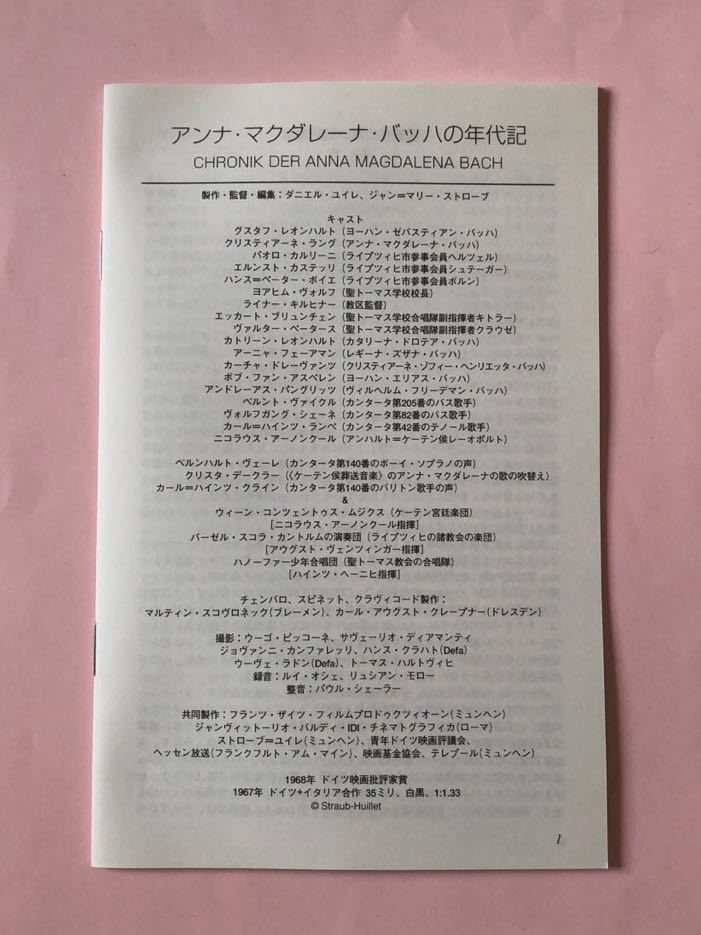 アンナ・マクダレーナ・バッハの年代記
CHRONIK DER ANNA MAGDALENA BACH
製作・監督・編集：ダニエル・ユイレ、ジャン=マリー・ストローブ
キャスト
グスタフ・レオンハルト（ヨーハン・ゼバスティアン・バッハ）
クリスティアーネ・ラング（アンナ・マクダレーナ・バッハ）
パオロ・カルリーニ（ライプツィヒ市参事会員ヘルツェル）
エルンスト・カステッリ（ライプツィヒ市参事会員シュテーガー）
ハンス=ペーター・ボイエ（ライプツィヒ市参事会員ボルン）
ヨアヒム・ヴォルフ（聖トーマス学校校長）
ライナー・キルヒナー（教区監督）
エッカート・ブリュンチェン（聖トーマス学校合唱隊副指揮者キトラー）
ヴァルター・ペータース（聖トーマス学校合唱隊副指揮者クラウゼ）
カトリーン・レオンハルト（カタリーナ・ドロテア・バッハ）
アーニャ・フェーアマン（レギーナ・ズザナ・バッハ）
カーチャ・ドレーヴァンツ（クリスティアーネ・ゾフィー・ヘンリエッタ・バッハ）
ボブ・ファン・アスペレン（ヨーハン・エリアス・バッハ）
アンドレーアス・パングリッツ（ヴィルヘルム・フリーデマン・バッハ）
ベルント・ヴァイクル（カンタータ第205番のバス歌手）
ヴォルフガング・シェーネ（カンタータ第82番のバス歌手）
カール=ハインツ・ランペ（カンタータ第42番のテノール歌手）
ニコラウス・アーノンクール（アンハルト=ケーテン侯レーオポルト）
ベルンハルト・ヴェーレ（カンタータ第140番のボーイ・ソプラノの声）
クリスタ・デークラー（《ケーテン侯葬送音楽》のアンナ・マクダレーナの歌の吹替え）
カール=ハインツ・クライン（カンタータ第140番のバリトン歌手の声）
&
ウィーン・コンツェントゥス・ムジクス（ケーテン宮廷楽団）
[ニコラウス・アーノンクール指揮]
バーゼル・スコラ・カントルムの演奏団（ライプツィヒの諸教会の楽団）
[アウグスト・ヴェンツィンガー指揮]
ハノーファー少年合唱団（聖トーマス教会の合唱隊）
[ハインツ・ヘーニヒ指揮]
チェンバロ、スピネット、クラヴィコード製作：
マルティン・スコヴロネック(ブレーメン)、カール・アウグスト・クレープナー(ドレスデン)
撮影：ウーゴ・ピッコーネ、サヴェーリオ・ディアマンティ
ジョヴァンニ・カンファレッリ、ハンス・クラハト(Defa)
ウーヴェ・ラドン(Defa)、トーマス・ハルトヴィヒ
録音：ルイ・オシェ、リュシアン・モロー
整音：パウル・シェーラー
共同製作：フランツ・ザイツ・フィルムプロドゥクツィオーン(ミュンヘン)
ジャンヴィットーリオ・バルディ・IDI・チネマトグラフィカ(ローマ)
ストローブ=ユイレ(ミュンヘン)、青年ドイツ映画評議会、
ヘッセン放送(フランクフルト・アム・マイン)、映画基金協会、テレプール(ミュンヘン)
1968年 ドイツ映画批評家賞
1967年 ドイツ+イタリア合作 35ミリ、白黒、1:1.33
© Straub-Huillet
1